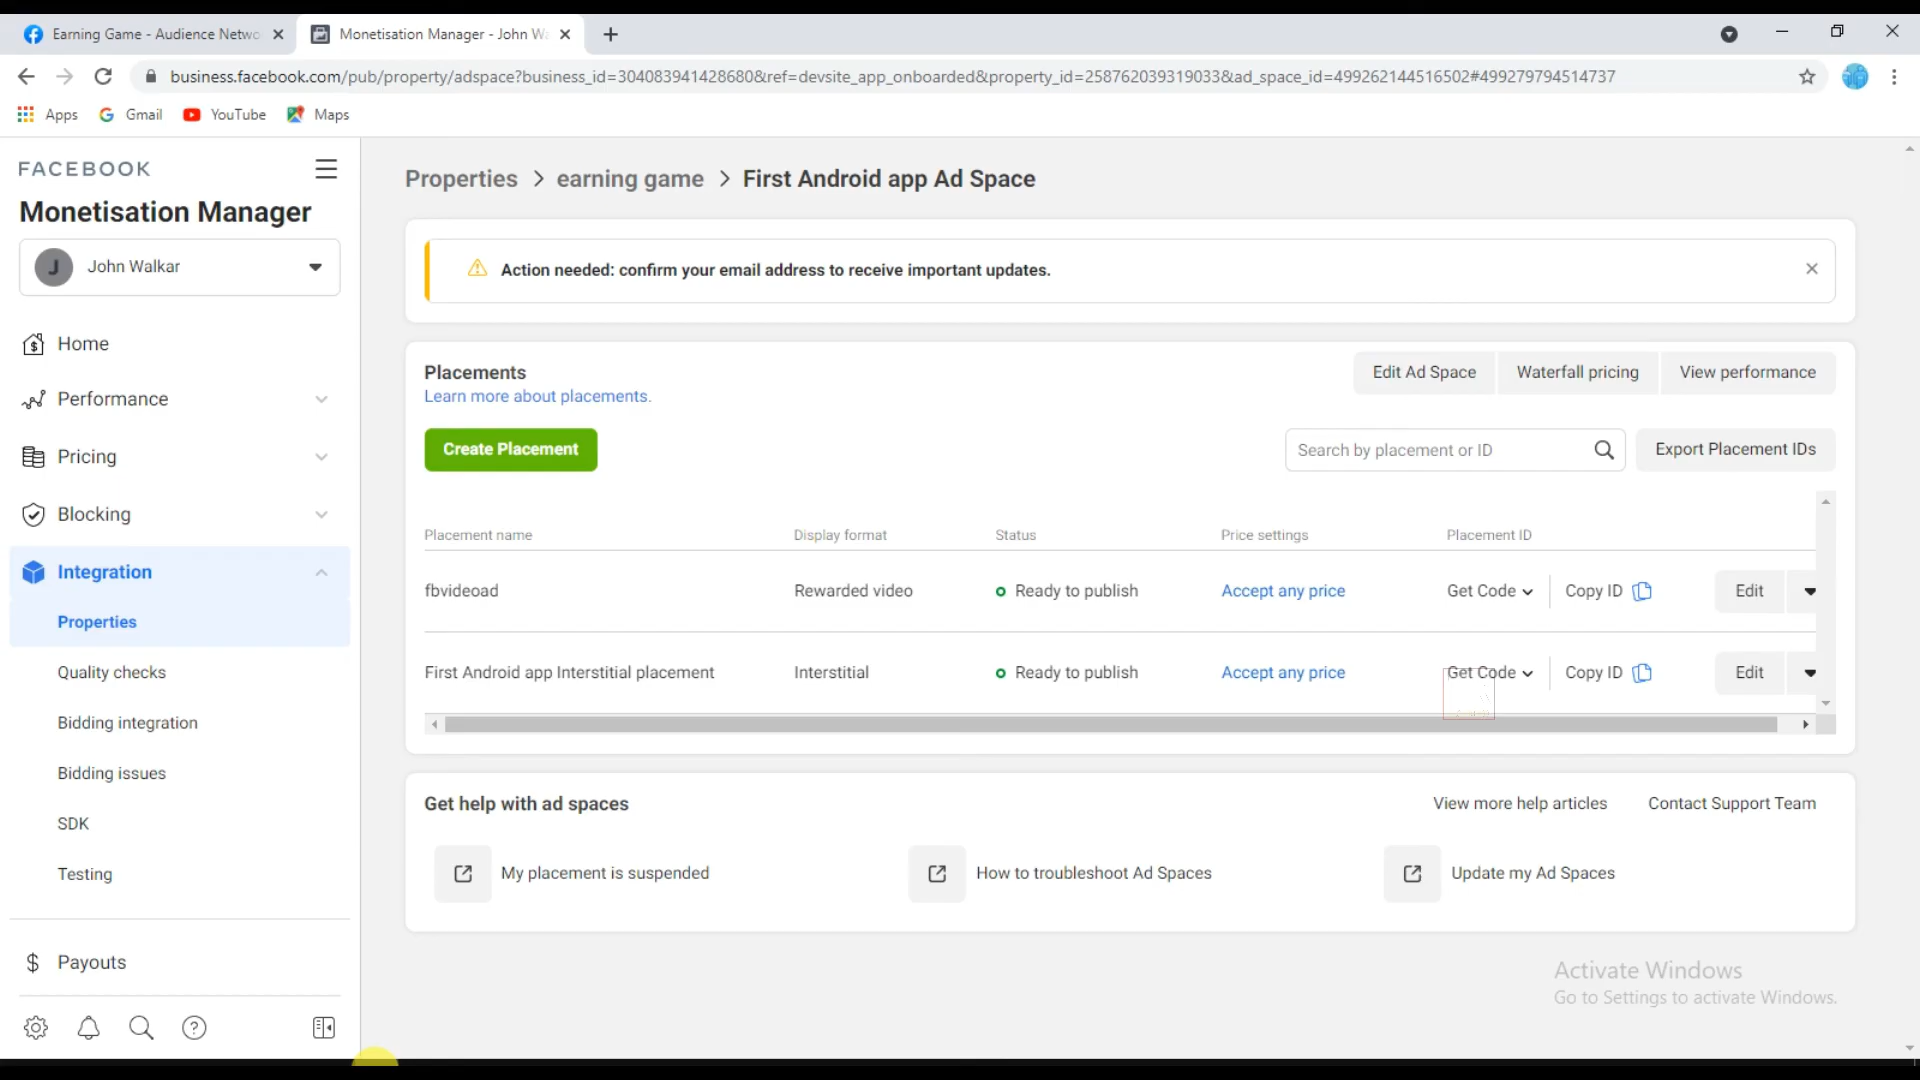 Earning Game - Audience Netwo
Monetisation Manager - John Wa
business.facebook.com/pub/property/adspace?business_id=304083941428680&ref=devsite_app_onboarded&property_id=258762039319033&ad_space_id=499262144516502#499279794514737
Apps Gmail YouTube Maps
FACEBOOK
Monetisation Manager
J John Walkar
Home
Performance
Pricing
Blocking
Integration
Properties
Quality checks
Bidding integration
Bidding issues
SDK
Testing
Payouts
Properties > earning game > First Android app Ad Space
Action needed: confirm your email address to receive important updates.
Placements
Learn more about placements.
Edit Ad Space Waterfall pricing View performance
Create Placement
Search by placement or ID
Export Placement IDs
Placement name Display format Status Price settings Placement ID
fbvideoad Rewarded video Ready to publish Accept any price Get Code Copy ID Edit
First Android app Interstitial placement Interstitial Ready to publish Accept any price Get Code Copy ID Edit
Get help with ad spaces
View more help articles Contact Support Team
My placement is suspended How to troubleshoot Ad Spaces Update my Ad Spaces
Activate Windows
Go to Settings to activate Windows.